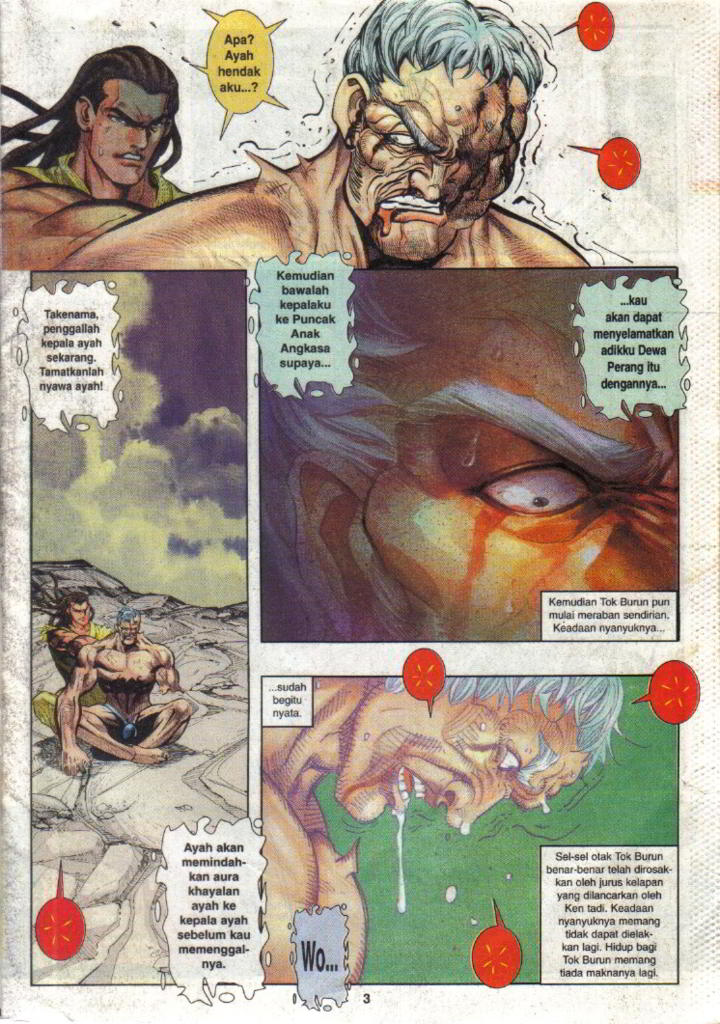 Apa?
Ayah
hendak
aku...?
Takenama,
penggallah
kepala ayah
sekarang.
Tamatkanlah
nyawa ayah!
Kemudian
bawalah
kepalaku
ke Puncak
Anak
Angkasa
supaya...
...kau
akan dapat
menyelamatkan
adikku Dewa
Perang itu
dengannya...
Kemudian Tok Burun pun
mulai meraban sendirian.
Keadaan nyanyuknya...
...sudah
begitu
nyata.
Ayah akan
memindah-
kan aura
khayalan
ayah ke
kepala ayah
sebelum kau
memenggal-
nya.
Wo...
Sel-sel otak Tok Burun
benar-benar telah dirosak-
kan oleh jurus kelapan
yang dilancarkan oleh
Ken tadi. Keadaan
nyanyuknya memang
tidak dapat dielak-
kan lagi. Hidup bagi
Tok Burun memang
tiada maknanya lagi.
3